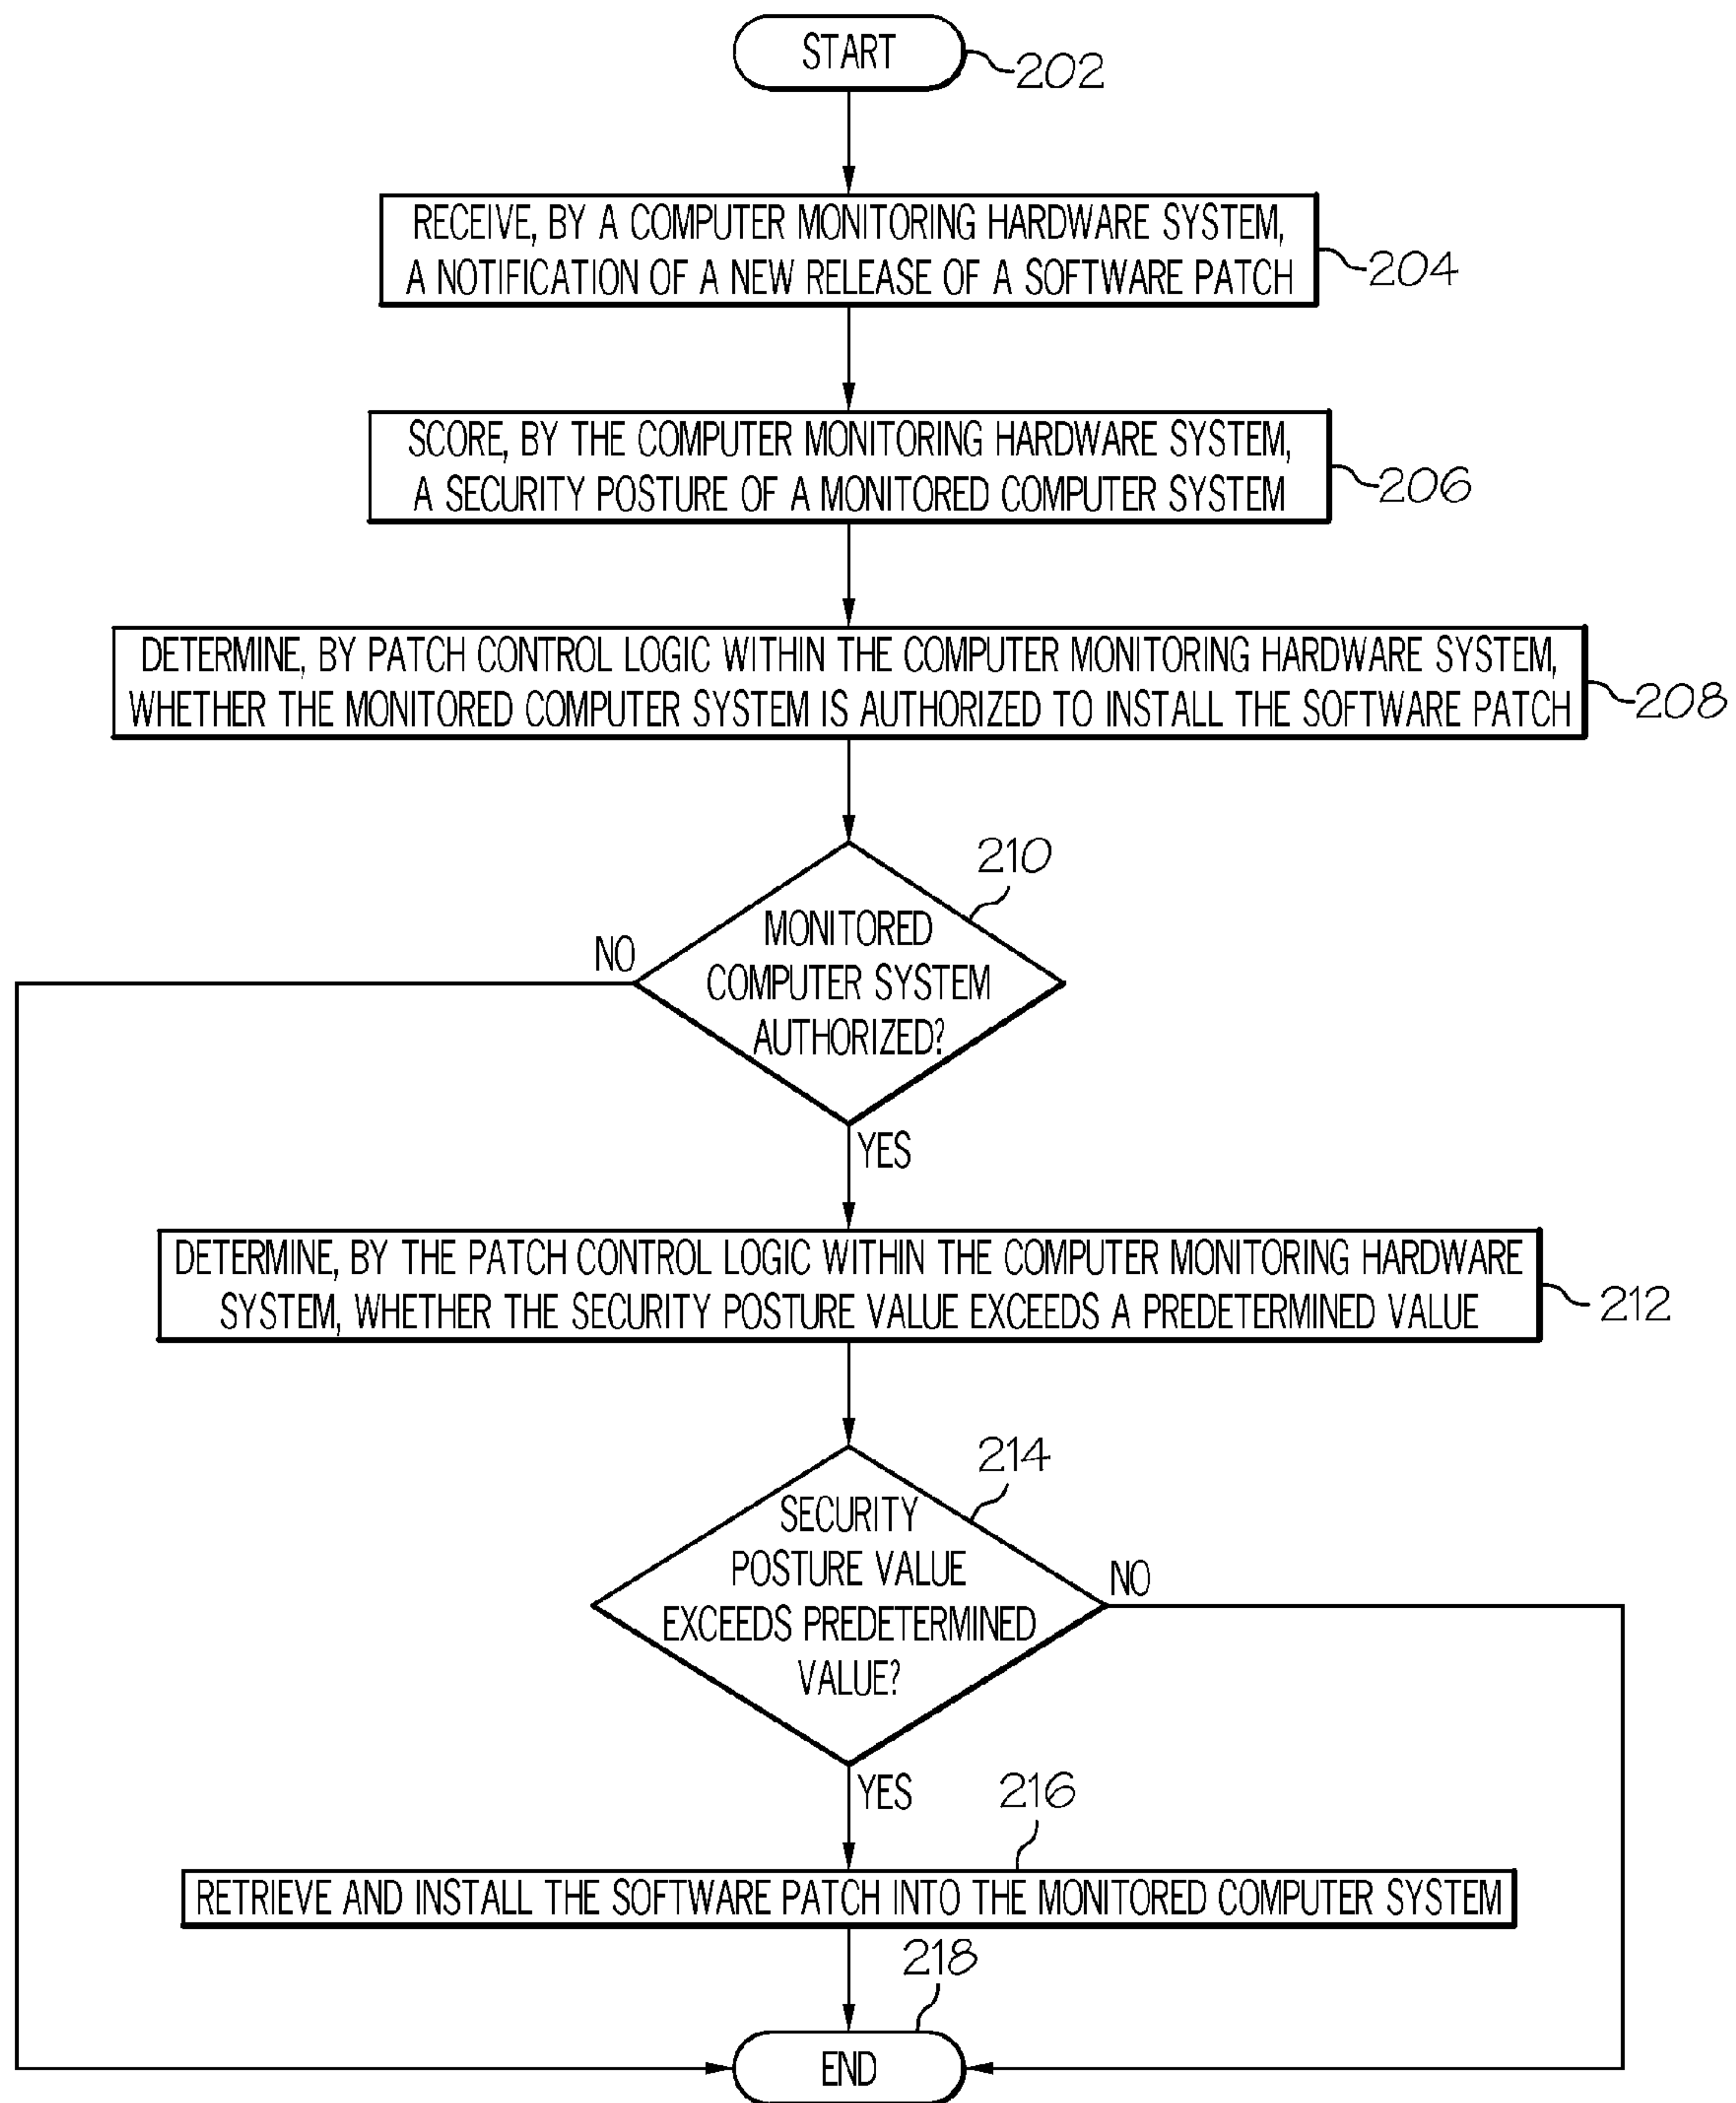 START
202
RECEIVE, BY A COMPUTER MONITORING HARDWARE SYSTEM,
A NOTIFICATION OF A NEW RELEASE OF A SOFTWARE PATCH
204
SCORE, BY THE COMPUTER MONITORING HARDWARE SYSTEM,
A SECURITY POSTURE OF A MONITORED COMPUTER SYSTEM
206
DETERMINE, BY PATCH CONTROL LOGIC WITHIN THE COMPUTER MONITORING HARDWARE SYSTEM,
WHETHER THE MONITORED COMPUTER SYSTEM IS AUTHORIZED TO INSTALL THE SOFTWARE PATCH
208
210
MONITORED
COMPUTER SYSTEM
AUTHORIZED?
NO
YES
DETERMINE, BY THE PATCH CONTROL LOGIC WITHIN THE COMPUTER MONITORING HARDWARE
SYSTEM, WHETHER THE SECURITY POSTURE VALUE EXCEEDS A PREDETERMINED VALUE
212
214
SECURITY
POSTURE VALUE
EXCEEDS PREDETERMINED
VALUE?
NO
YES
216
RETRIEVE AND INSTALL THE SOFTWARE PATCH INTO THE MONITORED COMPUTER SYSTEM
218
END